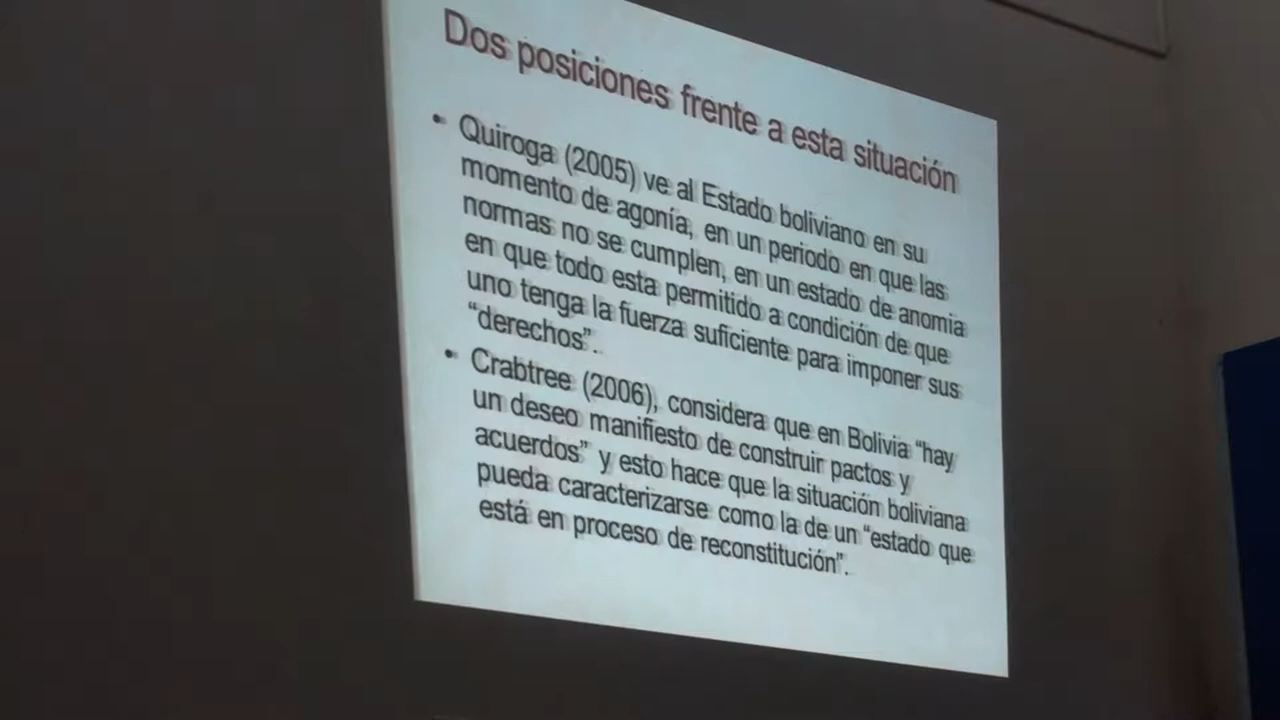 Dos posiciones frente a esta situación
• Quiroga (2005) ve al Estado boliviano en su
momento de agonía, en un periodo en que las
normas no se cumplen, en un estado de anomia
en que todo esta permitido a condición de que
uno tenga la fuerza suficiente para imponer sus
“derechos”.
• Crabtree (2006), considera que en Bolivia “hay
un deseo manifiesto de construir pactos y
acuerdos” y esto hace que la situación boliviana
pueda caracterizarse como la de un “estado que
está en proceso de reconstitución”.